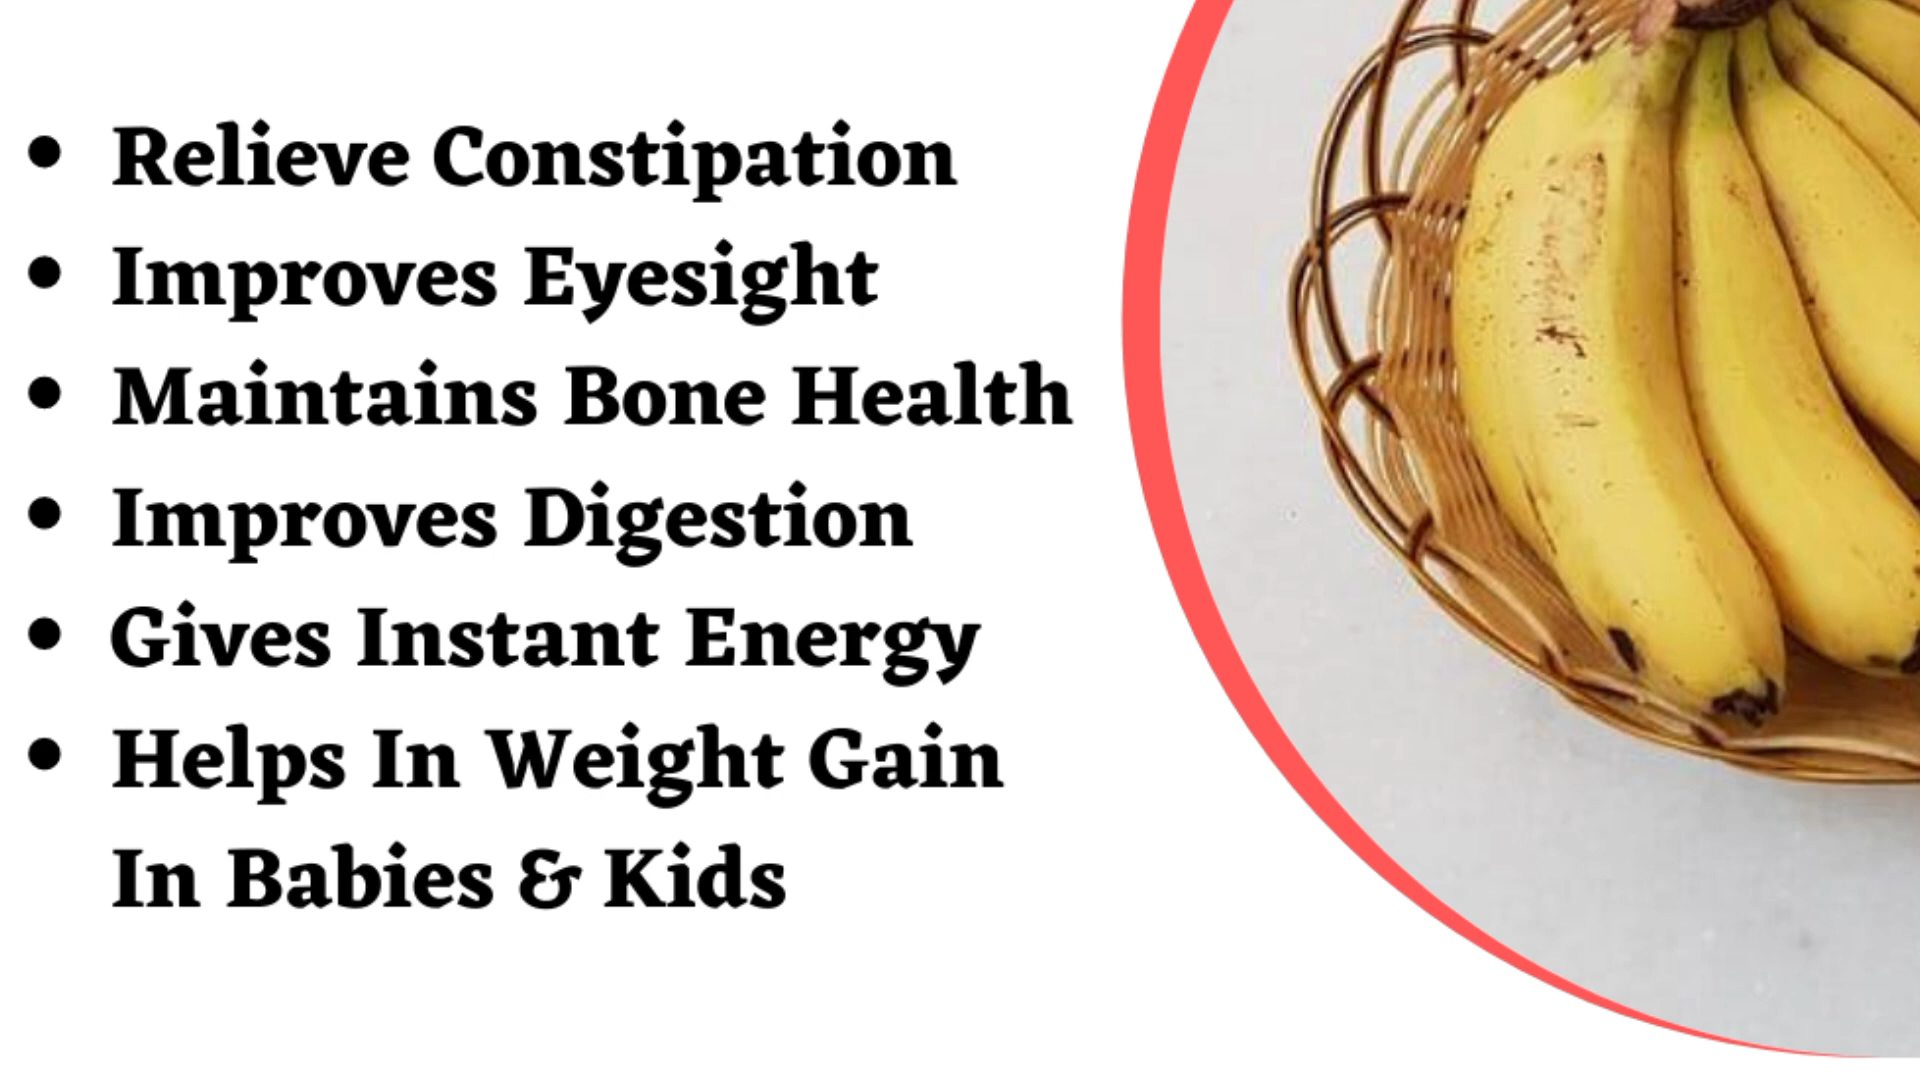 • Relieve Constipation
• Improves Eyesight
• Maintains Bone Health
• Improves Digestion
• Gives Instant Energy
• Helps In Weight Gain
In Babies & Kids